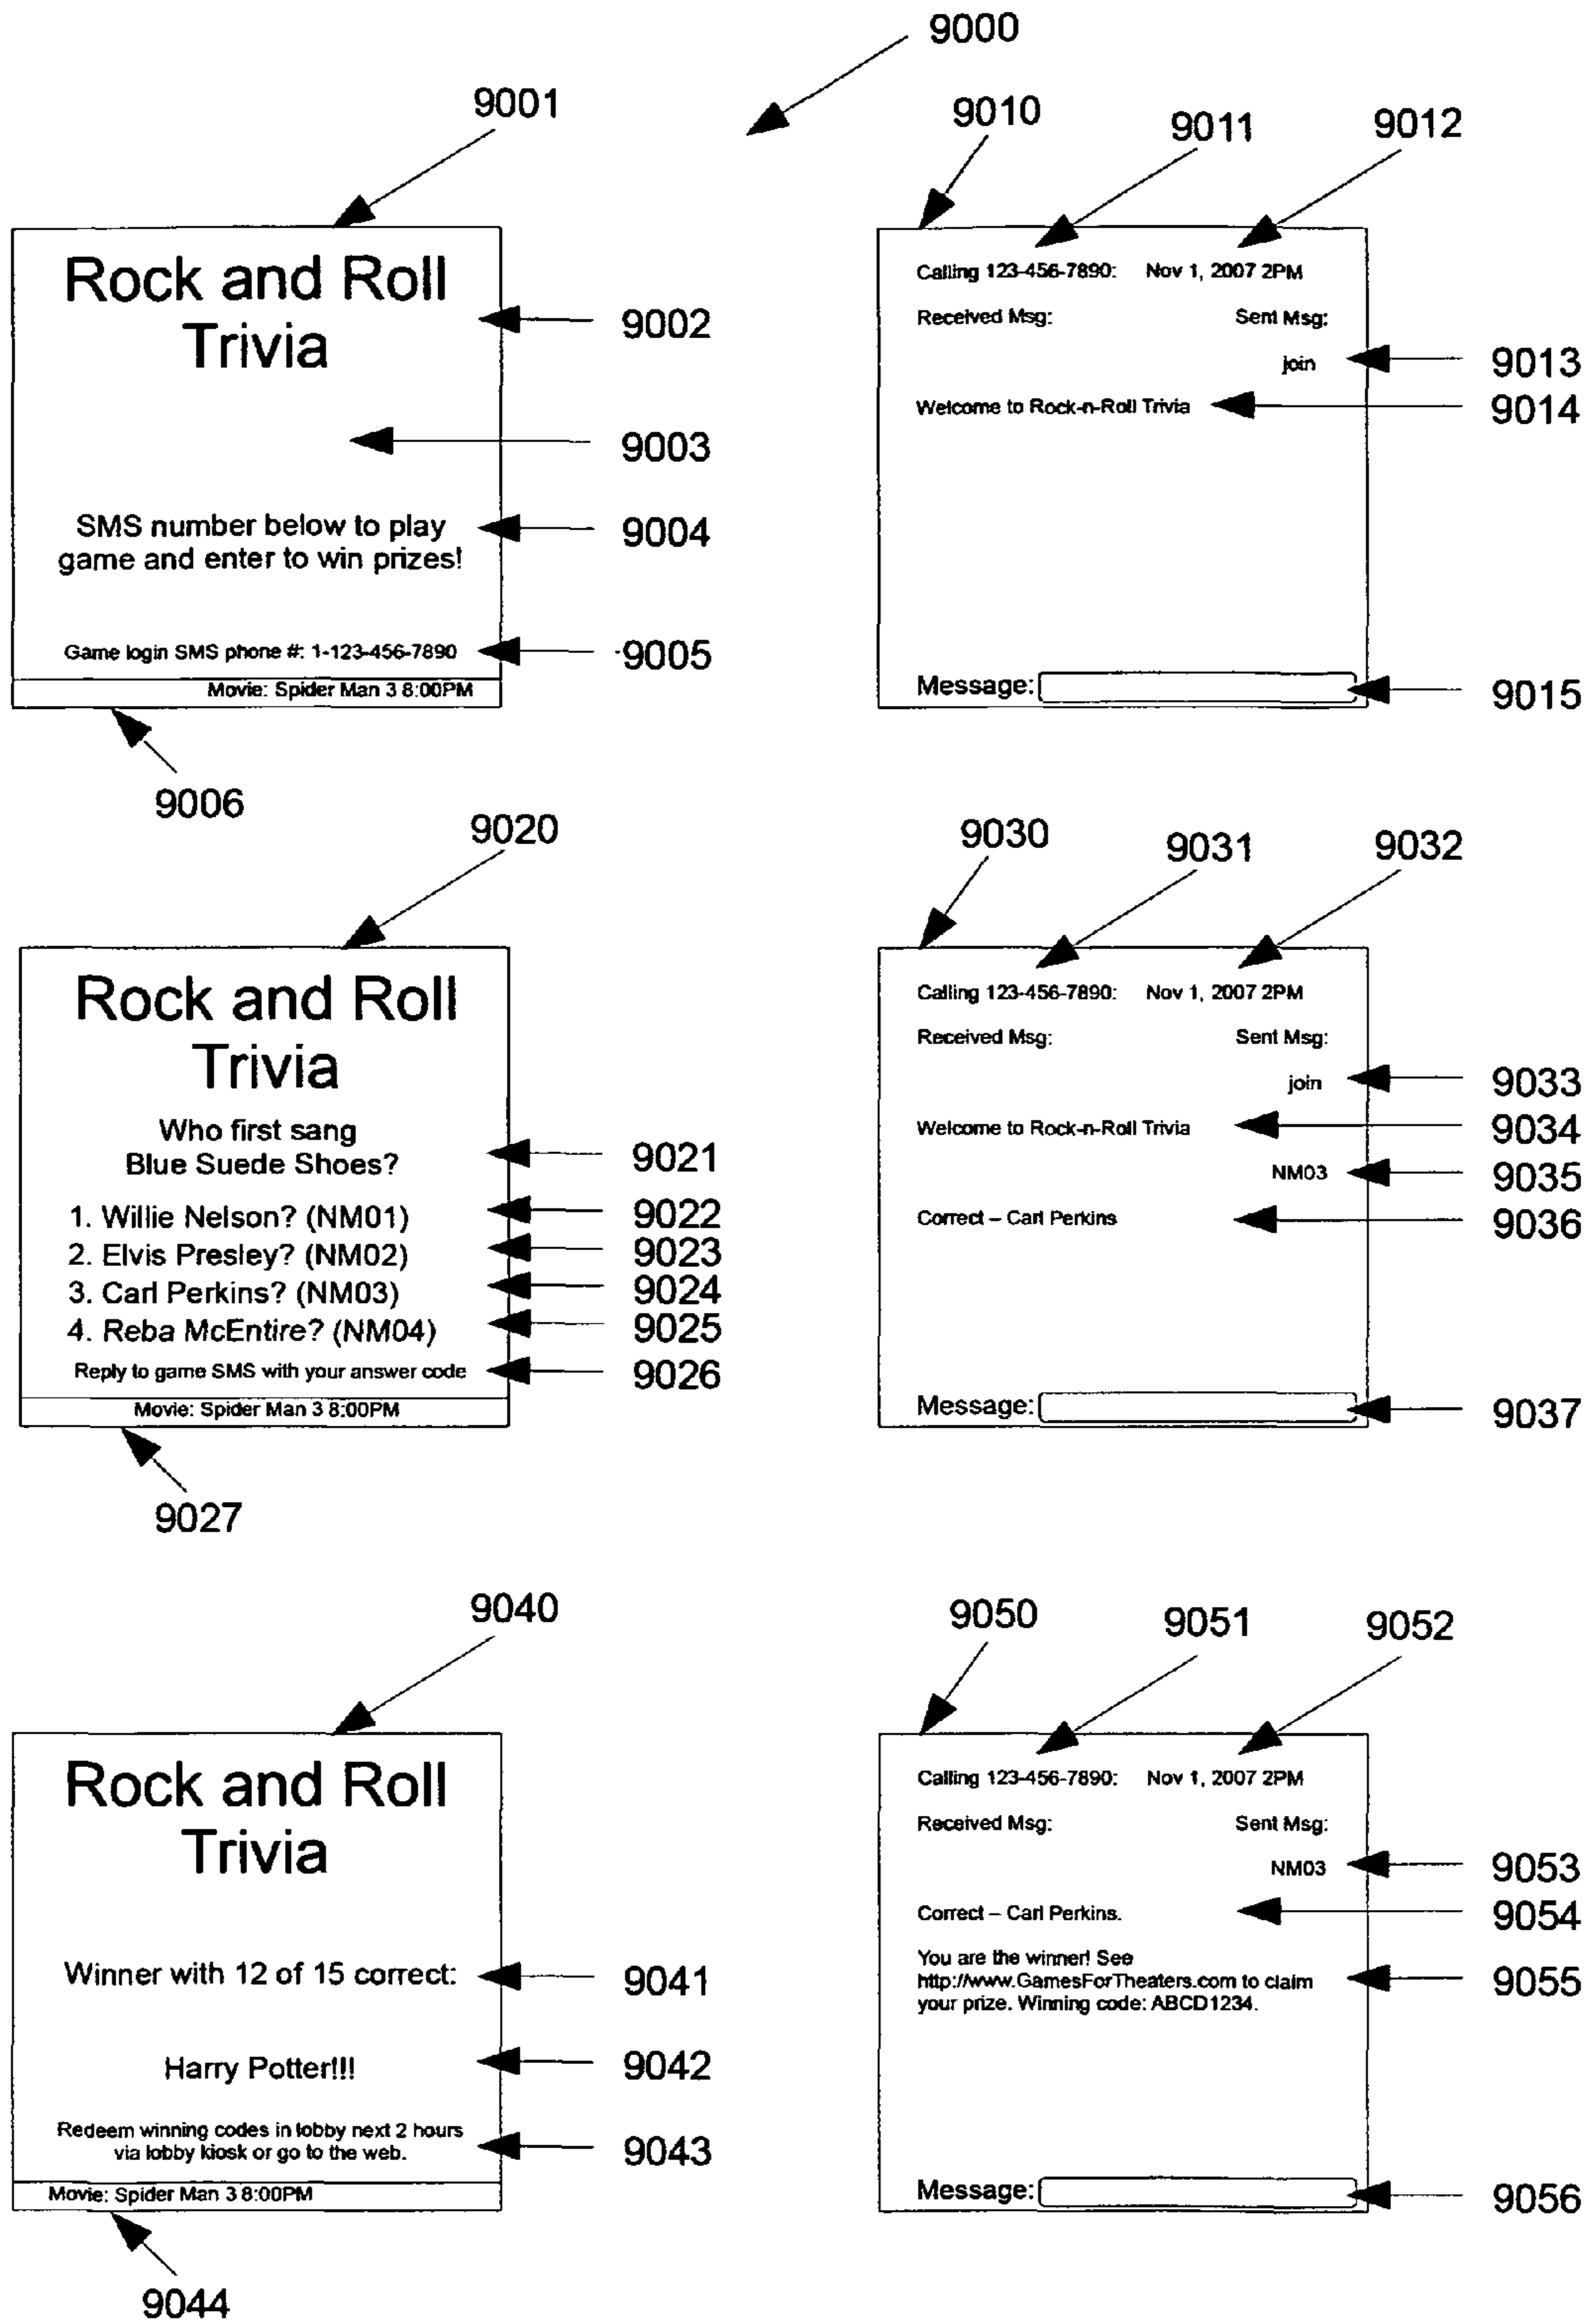 9000
9001
9010
9011
9012
Rock and Roll
Trivia
9002
9003
SMS number below to play
game and enter to win prizes!
9004
Game login SMS phone #: 1-123-456-7890
9005
Movie: Spider Man 3 8:00PM
9006
Calling 123-456-7890: Nov 1, 2007 2PM
Received Msg: Sent Msg:
join
9013
Welcome to Rock-n-Roll Trivia
9014
Message:
9015
9020
9030
9031
9032
Rock and Roll
Trivia
Who first sang
Blue Suede Shoes?
9021
1. Willie Nelson? (NM01)
9022
2. Elvis Presley? (NM02)
9023
3. Carl Perkins? (NM03)
9024
4. Reba McEntire? (NM04)
9025
Reply to game SMS with your answer code
9026
Movie: Spider Man 3 8:00PM
9027
Calling 123-456-7890: Nov 1, 2007 2PM
Received Msg: Sent Msg:
join
9033
Welcome to Rock-n-Roll Trivia
9034
NM03
9035
Correct – Carl Perkins
9036
Message:
9037
9040
9050
9051
9052
Rock and Roll
Trivia
Winner with 12 of 15 correct:
9041
Harry Potter!!!
9042
Redeem winning codes in lobby next 2 hours
via lobby kiosk or go to the web.
9043
Movie: Spider Man 3 8:00PM
9044
Calling 123-456-7890: Nov 1, 2007 2PM
Received Msg: Sent Msg:
NM03
9053
Correct – Carl Perkins.
9054
You are the winner! See
http://www.GamesForTheaters.com to claim
your prize. Winning code: ABCD1234.
9055
Message:
9056